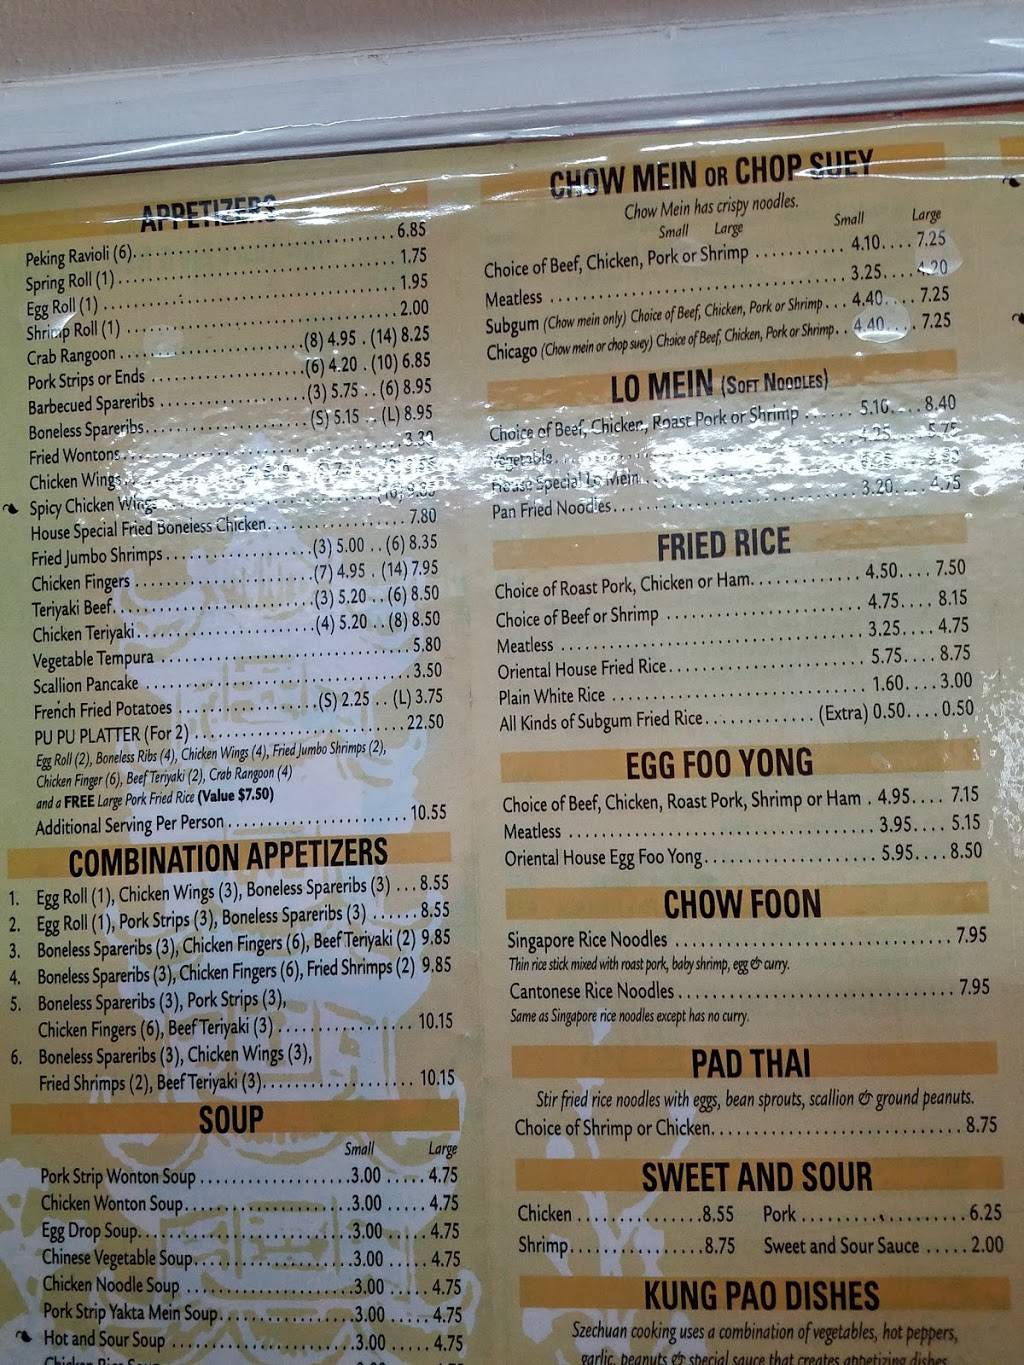 APPETIZERS
Peking Ravioli (6) 6.85
Spring Roll (1) 1.75
Egg Roll (1) 1.95
Shrimp Roll (1) 2.00
Crab Rangoon (8) 4.95 . (14) 8.25
Pork Strips or Ends (6) 4.20 . (10) 6.85
Barbecued Spareribs (3) 5.75 . . (6) 8.95
Boneless Spareribs (S) 5.15 . . (L) 8.95
Fried Wontons 3.30
Chicken Wings
Spicy Chicken Wings
House Special Fried Boneless Chicken 7.80
Fried Jumbo Shrimps (3) 5.00 . . (6) 8.35
Chicken Fingers (7) 4.95 . (14) 7.95
Teriyaki Beef (3) 5.20 . . (6) 8.50
Chicken Teriyaki (4) 5.20 . . (8) 8.50
Vegetable Tempura 5.80
Scallion Pancake 3.50
French Fried Potatoes (S) 2.25 . . (L) 3.75
PU PU PLATTER (For 2) 22.50
Egg Roll (2), Boneless Ribs (4), Chicken Wings (4), Fried Jumbo Shrimps (2),
Chicken Finger (6), Beef Teriyaki (2), Crab Rangoon (4)
and a FREE Large Pork Fried Rice (Value $7.50)
Additional Serving Per Person 10.55
COMBINATION APPETIZERS
1. Egg Roll (1), Chicken Wings (3), Boneless Spareribs (3) . . . 8.55
2. Egg Roll (1), Pork Strips (3), Boneless Spareribs (3) . . . . . . 8.55
3. Boneless Spareribs (3), Chicken Fingers (6), Beef Teriyaki (2) 9.85
4. Boneless Spareribs (3), Chicken Fingers (6), Fried Shrimps (2) 9.85
5. Boneless Spareribs (3), Pork Strips (3),
Chicken Fingers (6), Beef Teriyaki (3) 10.15
6. Boneless Spareribs (3), Chicken Wings (3),
Fried Shrimps (2), Beef Teriyaki (3) 10.15
SOUP
Small Large
Pork Strip Wonton Soup 3.00 4.75
Chicken Wonton Soup 3.00 4.75
Egg Drop Soup 3.00 4.75
Chinese Vegetable Soup 3.00 4.75
Chicken Noodle Soup 3.00 4.75
Pork Strip Yakta Mein Soup 3.00 4.75
Hot and Sour Soup 3.00 4.75
CHOW MEIN OR CHOP SUEY
Chow Mein has crispy noodles.
Small Large Small Large
Choice of Beef, Chicken, Pork or Shrimp 4.10 7.25
Meatless 3.25 4.20
Subgum (Chow mein only) Choice of Beef, Chicken, Pork or Shrimp 4.40 7.25
Chicago (Chow mein or chop suey) Choice of Beef, Chicken, Pork or Shrimp 4.40 7.25
LO MEIN (SOFT NOODLES)
Choice of Beef, Chicken, Roast Pork or Shrimp 5.10 8.40
Vegetable 4.25 5.75
House Special Lo Mein
Pan Fried Noodles 3.20 4.75
FRIED RICE
Choice of Roast Pork, Chicken or Ham 4.50 7.50
Choice of Beef or Shrimp 4.75 8.15
Meatless 3.25 4.75
Oriental House Fried Rice 5.75 8.75
Plain White Rice 1.60 3.00
All Kinds of Subgum Fried Rice (Extra) 0.50 0.50
EGG FOO YONG
Choice of Beef, Chicken, Roast Pork, Shrimp or Ham . 4.95 7.15
Meatless 3.95 5.15
Oriental House Egg Foo Yong 5.95 8.50
CHOW FOON
Singapore Rice Noodles 7.95
Thin rice stick mixed with roast pork, baby shrimp, egg & curry.
Cantonese Rice Noodles 7.95
Same as Singapore rice noodles except has no curry.
PAD THAI
Stir fried rice noodles with eggs, bean sprouts, scallion & ground peanuts.
Choice of Shrimp or Chicken 8.75
SWEET AND SOUR
Chicken 8.55 Pork 6.25
Shrimp 8.75 Sweet and Sour Sauce 2.00
KUNG PAO DISHES
Szechuan cooking uses a combination of vegetables, hot peppers,
garlic, peanuts & special sauce that creates appetizing dishes